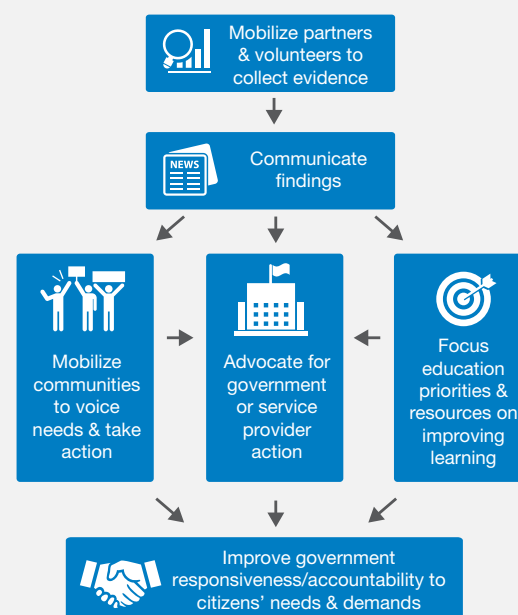 Mobilize partners
& volunteers to
collect evidence
NEWS
Communicate
findings
Mobilize
communities
to voice
needs & take
action
Advocate for
government
or service
provider
action
Focus
education
priorities &
resources on
improving
learning
Improve government
responsiveness/accountability to
citizens’ needs & demands